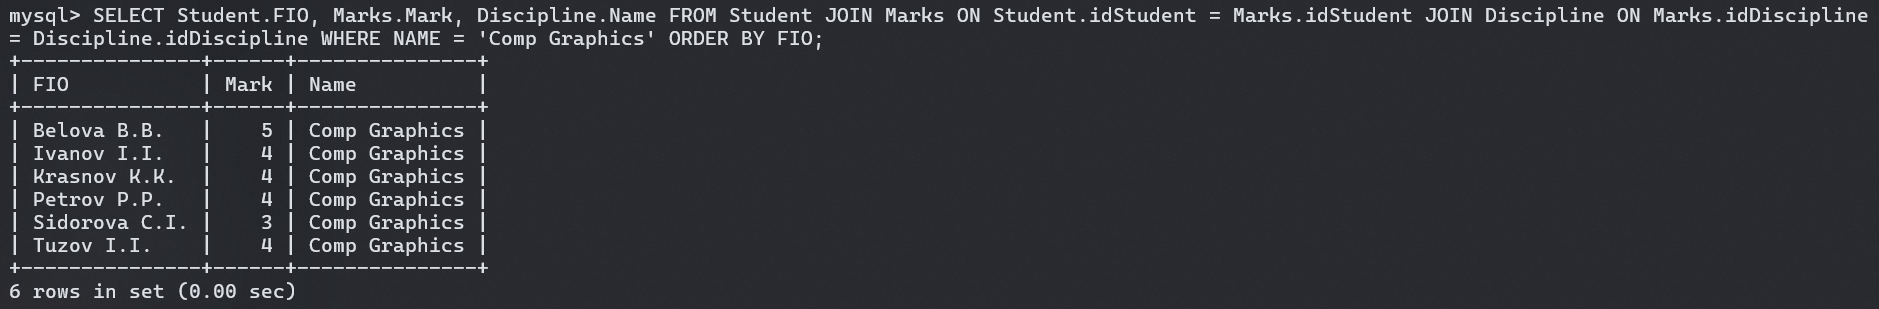 mysql> SELECT Student.FIO, Marks.Mark, Discipline.Name FROM Student JOIN Marks ON Student.idStudent = Marks.idStudent JOIN Discipline ON Marks.idDiscipline
= Discipline.idDiscipline WHERE NAME = 'Comp Graphics' ORDER BY FIO;
+---------------+------+---------------+
| FIO           | Mark | Name          |
+---------------+------+---------------+
| Belova B.B.   |    5 | Comp Graphics |
| Ivanov I.I.   |    4 | Comp Graphics |
| Krasnov K.K.  |    4 | Comp Graphics |
| Petrov P.P.   |    4 | Comp Graphics |
| Sidorova C.I. |    3 | Comp Graphics |
| Tuzov I.I.    |    4 | Comp Graphics |
+---------------+------+---------------+
6 rows in set (0.00 sec)